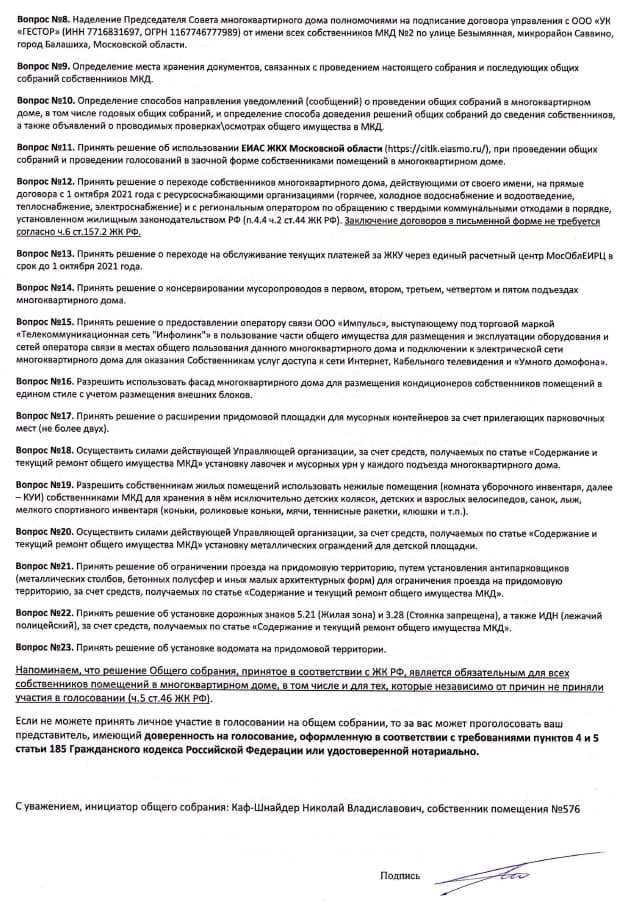 Вопрос №8. Наделение Председателя Совета многоквартирного дома полномочиями на подписание договора управления с ООО «УК
«ГЕСТОР» (ИНН 7716831697, ОГРН 1167746777989) от имени всех собственников МКД №2 по улице Безымянная, микрорайон Саввино,
город Балашиха, Московской области.
Вопрос №9. Определение места хранения документов, связанных с проведением настоящего собрания и последующих общих
собраний собственников МКД.
Вопрос №10. Определение способов направления уведомлений (сообщений) о проведении общих собраний в многоквартирном
доме, в том числе годовых общих собраний, и определение способа доведения решений общих собраний до сведения собственников,
а также объявлений о проводимых проверках\осмотрах общего имущества в МКД.
Вопрос №11. Принять решение об использовании ЕИАС ЖКХ Московской области (https://citlk.eiasmo.ru/), при проведении общих
собраний и проведении голосований в заочной форме собственниками помещений в многоквартирном доме.
Вопрос №12. Принять решение о переходе собственников многоквартирного дома, действующими от своего имени, на прямые
договора с 1 октября 2021 года с ресурсоснабжающими организациями (горячее, холодное водоснабжение и водоотведение,
теплоснабжение, электроснабжение) и с региональным оператором по обращению с твердыми коммунальными отходами в порядке,
установленном жилищным законодательством РФ (п.4.4 ч.2 ст.44 ЖК РФ). Заключение договоров в письменной форме не требуется
согласно ч.6 ст.157.2 ЖК РФ.
Вопрос №13. Принять решение о переходе на обслуживание текущих платежей за ЖКУ через единый расчетный центр МосОблЕИРЦ в
срок до 1 октября 2021 года.
Вопрос №14. Принять решение о консервировании мусоропроводов в первом, втором, третьем, четвертом и пятом подъездах
многоквартирного дома.
Вопрос №15. Принять решение о предоставлении оператору связи ООО «Импульс», выступающему под торговой маркой
«Телекоммуникационная сеть "Инфолинк"» в пользование части общего имущества для размещения и эксплуатации оборудования и
сетей оператора связи в местах общего пользования данного многоквартирного дома и подключении к электрической сети
многоквартирного дома для оказания Собственникам услуг доступа к сети Интернет, Кабельного телевидения и «Умного домофона».
Вопрос №16. Разрешить использовать фасад многоквартирного дома для размещения кондиционеров собственников помещений в
едином стиле с учетом размещения внешних блоков.
Вопрос №17. Принять решение о расширении придомовой площадки для мусорных контейнеров за счет прилегающих парковочных
мест (не более двух).
Вопрос №18. Осуществить силами действующей Управляющей организации, за счет средств, получаемых по статье «Содержание и
текущий ремонт общего имущества МКД» установку лавочек и мусорных урн у каждого подъезда многоквартирного дома.
Вопрос №19. Разрешить собственникам жилых помещений использовать нежилые помещения (комната уборочного инвентаря, далее
– КУИ) собственниками МКД для хранения в нём исключительно детских колясок, детских и взрослых велосипедов, санок, лыж,
мелкого спортивного инвентаря (коньки, роликовые коньки, мячи, теннисные ракетки, клюшки и т.п.).
Вопрос №20. Осуществить силами действующей Управляющей организации, за счет средств, получаемых по статье «Содержание и
текущий ремонт общего имущества МКД» установку металлических ограждений для детской площадки.
Вопрос №21. Принять решение об ограничении проезда на придомовую территорию, путем установления антипарковщиков
(металлических столбов, бетонных полусфер и иных малых архитектурных форм) для ограничения проезда на придомовую
территорию, за счет средств, получаемых по статье «Содержание и текущий ремонт общего имущества МКД».
Вопрос №22. Принять решение об установке дорожных знаков 5.21 (Жилая зона) и 3.28 (Стоянка запрещена), а также ИДН (лежачий
полицейский), за счет средств, получаемых по статье «Содержание и текущий ремонт общего имущества МКД».
Вопрос №23. Принять решение об установке водомата на придомовой территории.
Напоминаем, что решение Общего собрания, принятое в соответствии с ЖК РФ, является обязательным для всех
собственников помещений в многоквартирном доме, в том числе и для тех, которые независимо от причин не приняли
участия в голосовании (ч.5 ст.46 ЖК РФ).
Если не можете принять личное участие в голосовании на общем собрании, то за вас может проголосовать ваш
представитель, имеющий доверенность на голосование, оформленную в соответствии с требованиями пунктов 4 и 5
статьи 185 Гражданского кодекса Российской Федерации или удостоверенной нотариально.
С уважением, инициатор общего собрания: Каф-Шнайдер Николай Владиславович, собственник помещения №576
Подпись